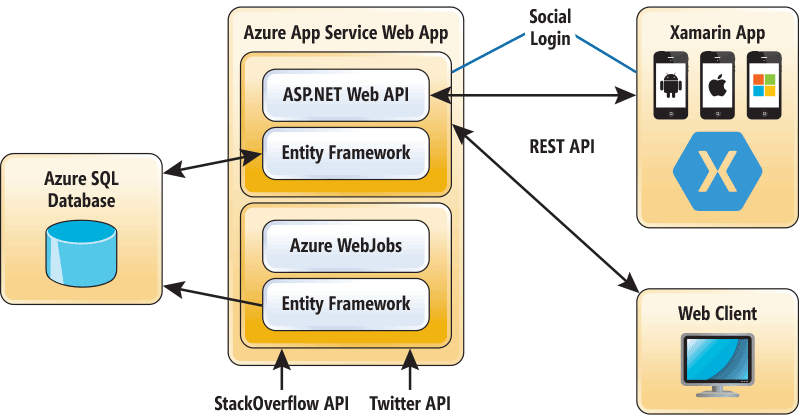 Azure App Service Web App
ASP.NET Web API
Entity Framework
Azure WebJobs
Entity Framework
Azure SQL
Database
StackOverflow API
Twitter API
Social
Login
REST API
Xamarin App
X
Web Client